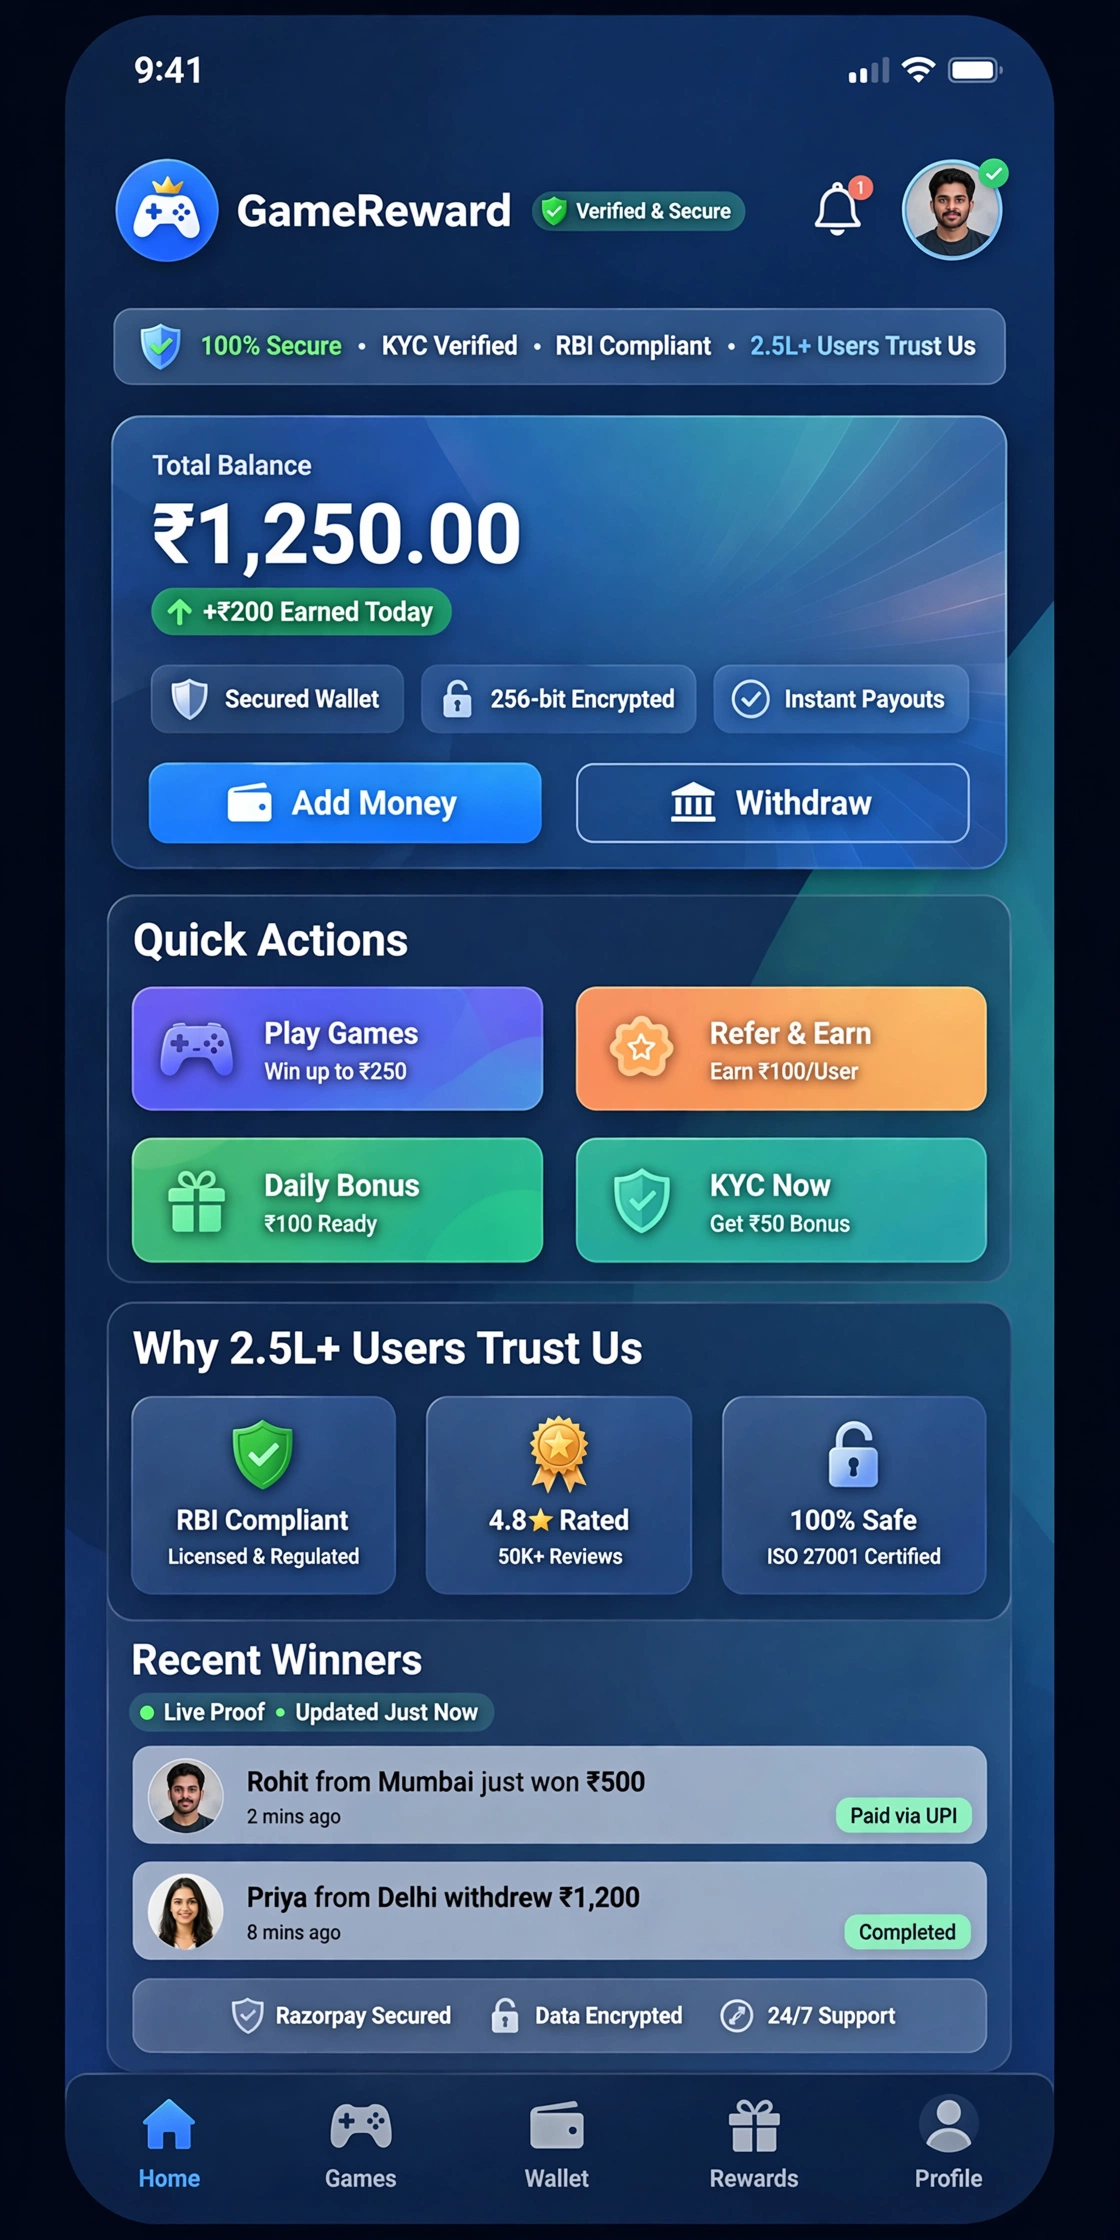 9:41
GameReward
Verified & Secure
1
100% Secure • KYC Verified • RBI Compliant • 2.5L+ Users Trust Us
Total Balance
₹1,250.00
+₹200 Earned Today
Secured Wallet
256-bit Encrypted
Instant Payouts
Add Money
Withdraw
Quick Actions
Play Games
Win up to ₹250
Refer & Earn
Earn ₹100/User
Daily Bonus
₹100 Ready
KYC Now
Get ₹50 Bonus
Why 2.5L+ Users Trust Us
RBI Compliant
Licensed & Regulated
4.8⭐ Rated
50K+ Reviews
100% Safe
ISO 27001 Certified
Recent Winners
Live Proof • Updated Just Now
Rohit from Mumbai just won ₹500
2 mins ago
Paid via UPI
Priya from Delhi withdrew ₹1,200
8 mins ago
Completed
Razorpay Secured
Data Encrypted
24/7 Support
Home
Games
Wallet
Rewards
Profile